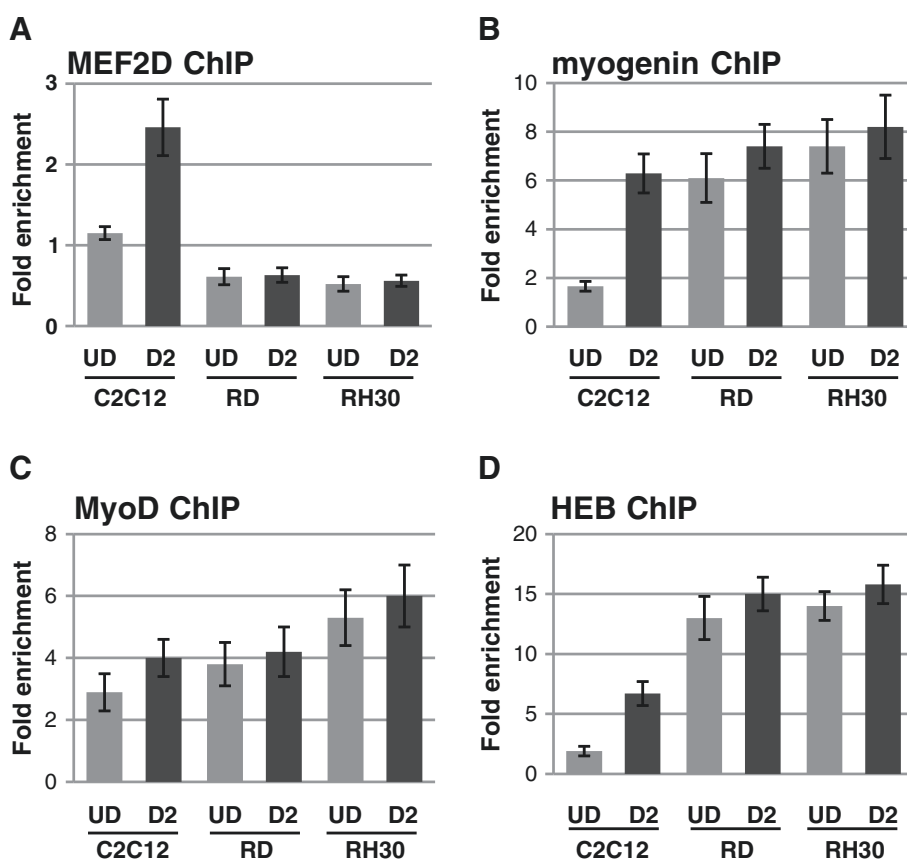 A
MEF2D ChIP
Fold enrichment
3
2
1
0
UD D2 UD D2 UD D2
C2C12 RD RH30
B
myogenin ChIP
Fold enrichment
10
8
6
4
2
0
UD D2 UD D2 UD D2
C2C12 RD RH30
C
MyoD ChIP
Fold enrichment
8
6
4
2
0
UD D2 UD D2 UD D2
C2C12 RD RH30
D
HEB ChIP
Fold enrichment
20
15
10
5
0
UD D2 UD D2 UD D2
C2C12 RD RH30